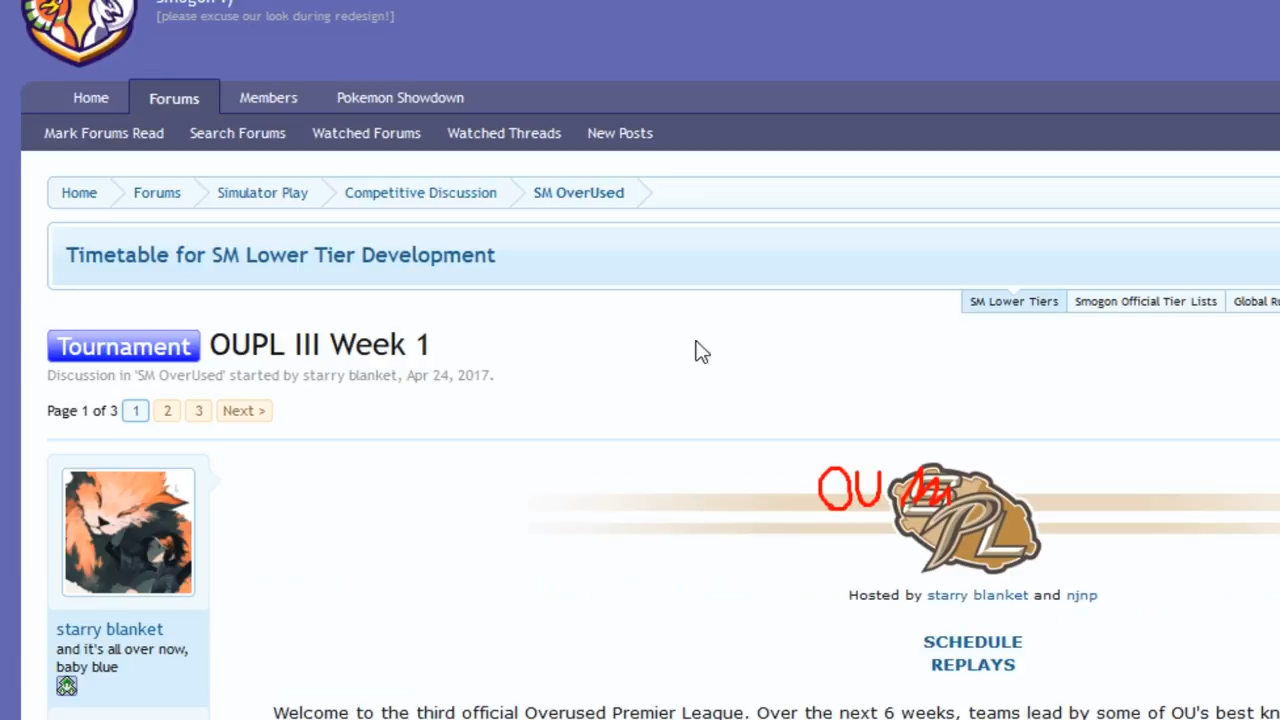 [please excuse our look during redesign!]
Home Forums Members Pokemon Showdown
Mark Forums Read Search Forums Watched Forums Watched Threads New Posts
Home Forums Simulator Play Competitive Discussion SM OverUsed
Timetable for SM Lower Tier Development
SM Lower Tiers Smogon Official Tier Lists Global
Tournament OUPL III Week 1
Discussion in 'SM OverUsed' started by starry blanket, Apr 24, 2017.
Page 1 of 3 1 2 3 Next >
OU
PL
Hosted by starry blanket and njnp
starry blanket
and it's all over now,
baby blue
SCHEDULE
REPLAYS
Welcome to the third official Overused Premier League. Over the next 6 weeks, teams lead by some of OU's best